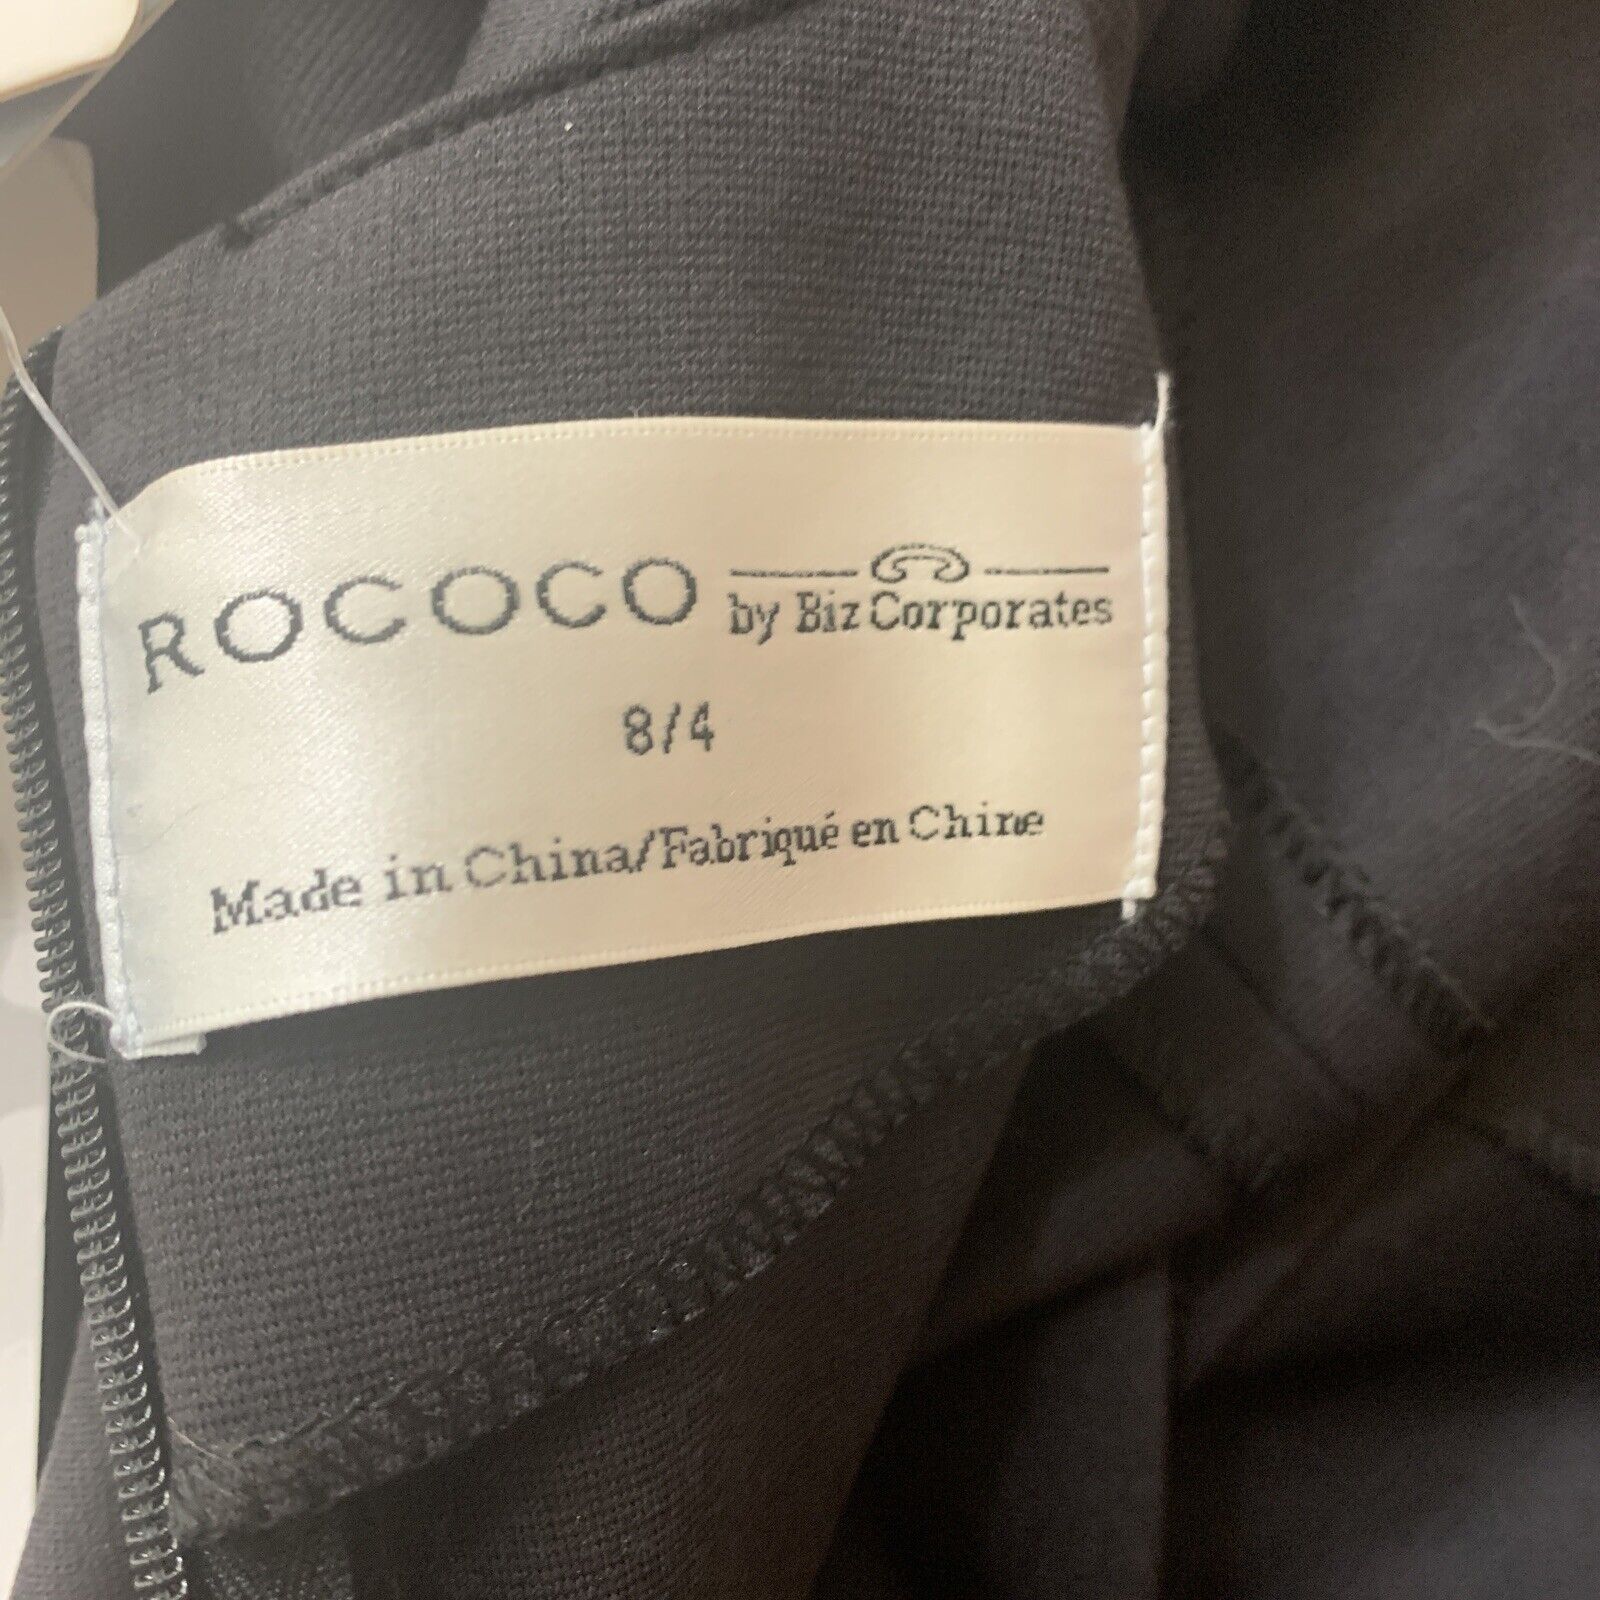 ROCOCO by Biz Corporates
8/4
Made in China/Fabriqué en Chine